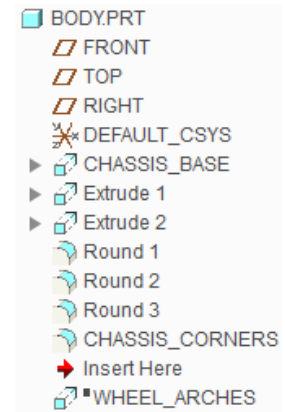 BODY.PRT
FRONT
TOP
RIGHT
DEFAULT_CSYS
CHASSIS_BASE
Extrude 1
Extrude 2
Round 1
Round 2
Round 3
CHASSIS_CORNERS
Insert Here
WHEEL_ARCHES